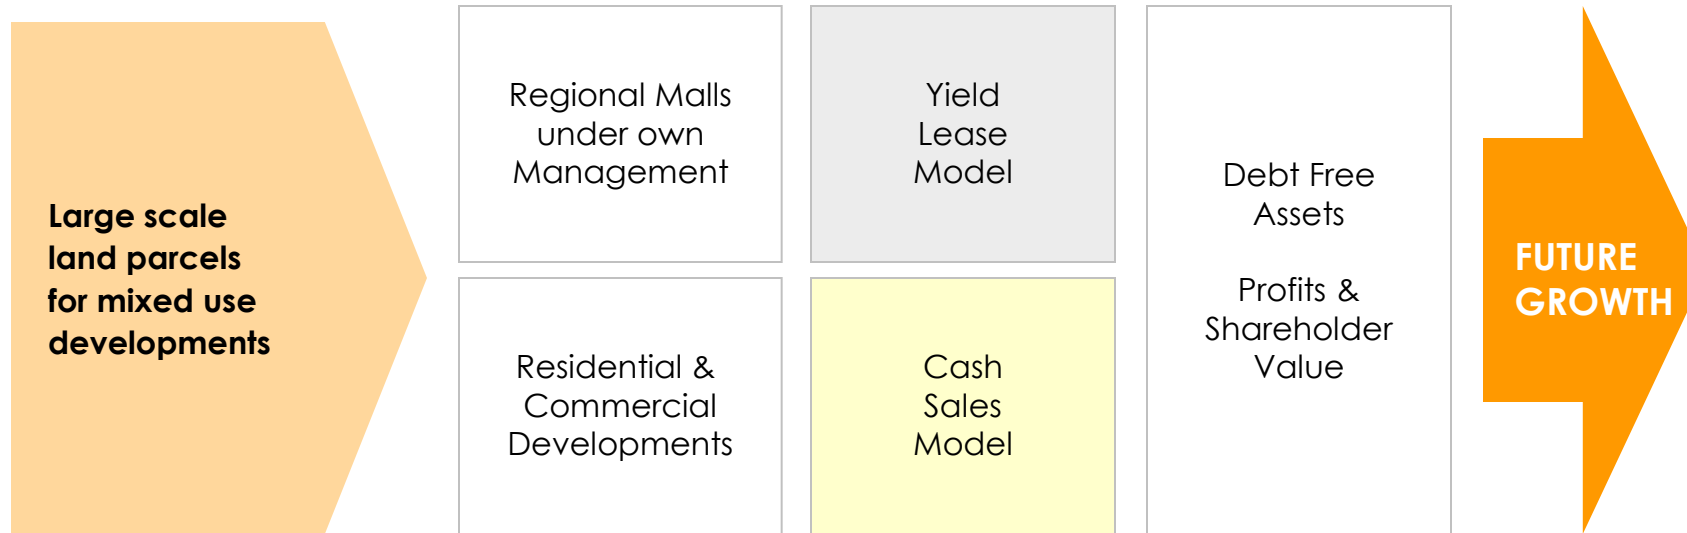 Large scale
land parcels
for mixed use
developments
Regional Malls
under own
Management
Residential &
Commercial
Developments
Yield
Lease
Model
Cash
Sales
Model
Debt Free
Assets
Profits &
Shareholder
Value
FUTURE
GROWTH